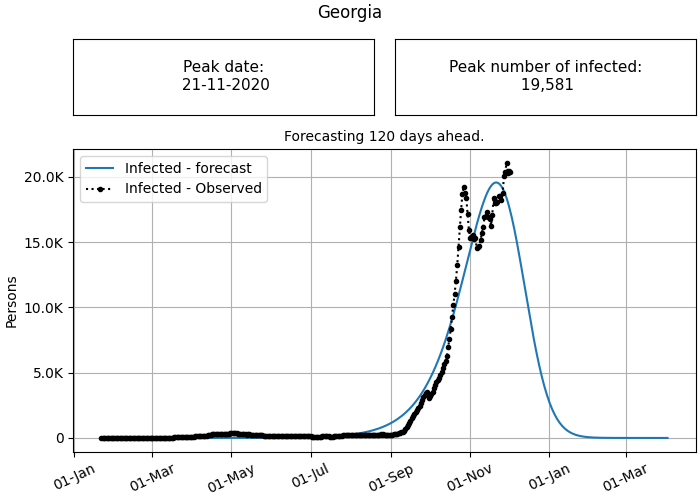 Georgia
Peak date:
21-11-2020
Peak number of infected:
19,581
Forecasting 120 days ahead.
Infected - forecast
Infected - Observed
20.0K
15.0K
10.0K
5.0K
0
Persons
01-Jan
01-Mar
01-May
01-Jul
01-Sep
01-Nov
01-Jan
01-Mar